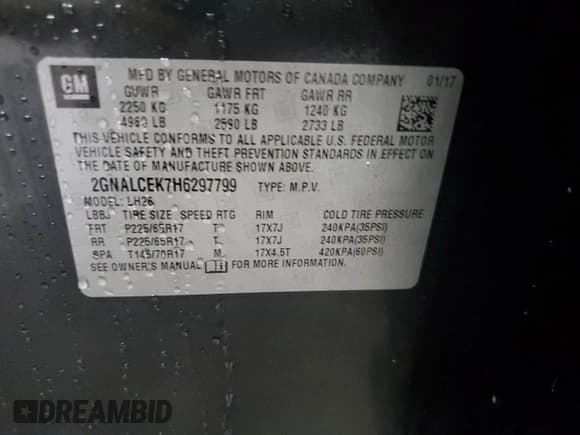 GM MFD BY GENERAL MOTORS OF CANADA COMPANY 01/17
GVWR GAWR FRT GAWR RR
2250 KG 1175 KG 1240 KG
4960 LB 2590 LB 2733 LB
THIS VEHICLE CONFORMS TO ALL APPLICABLE U.S. FEDERAL MOTOR
VEHICLE SAFETY AND THEFT PREVENTION STANDARDS IN EFFECT ON
THE DATE OF MANUFACTURE SHOWN ABOVE.
2GNALCEK7H6297799 TYPE: M.P.V.
MODEL: LH26
LBBJ TIRE SIZE SPEED RTG RIM COLD TIRE PRESSURE
FRT P225/65R17 T 17X7J 240KPA(35PSI)
RR P225/65R17 T 17X7J 240KPA(35PSI)
SPA T145/70R17 M 17X4.5T 420KPA(60PSI)
SEE OWNER'S MANUAL FOR MORE INFORMATION.
DREAMBID